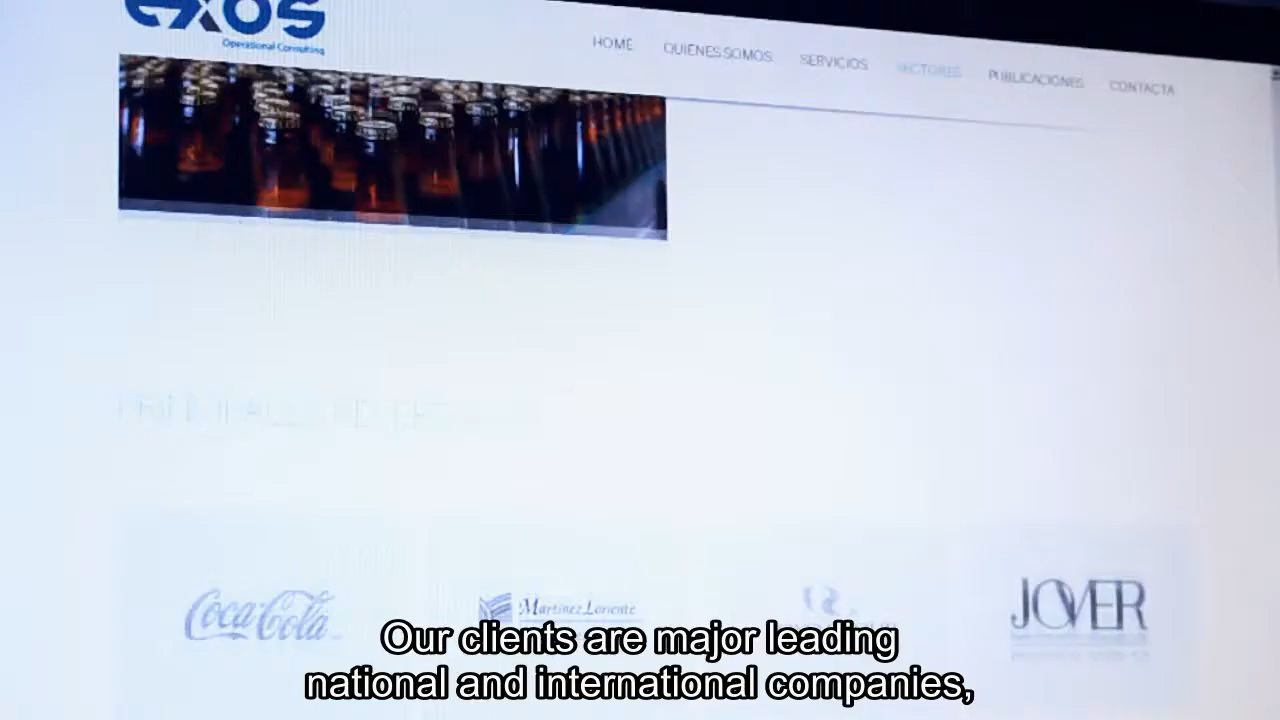 exos
Operational Consulting
HOME QUIENES SOMOS SERVICIOS SECTORES PUBLICACIONES CONTACTA
Coca-Cola
Martínez Loriente
JOVER
Our clients are major leading
national and international companies,